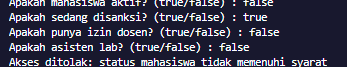 Apakah mahasiswa aktif? (true/false) : false
Apakah sedang disanksi? (true/false) : true
Apakah punya izin dosen? (true/false) : false
Apakah asisten lab? (true/false) : false
Akses ditolak: status mahasiswa tidak memenuhi syarat